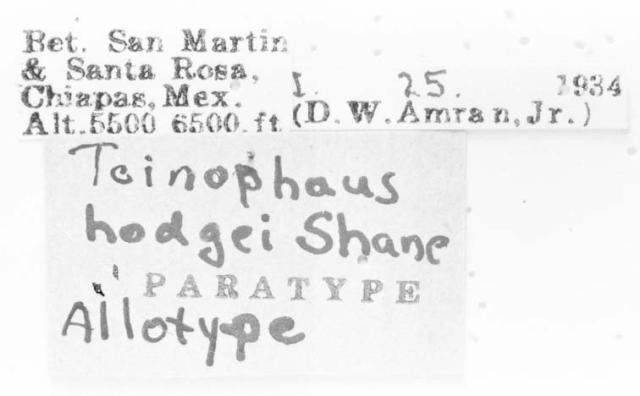 Bet. San Martin
& Santa Rosa,
Chiapas, Mex.
Alt. 5500 6500 ft
I. 25. 1934
(D. W. Amran, Jr.)
Teinophaus
hodgei Shane
PARATYPE
Allotype